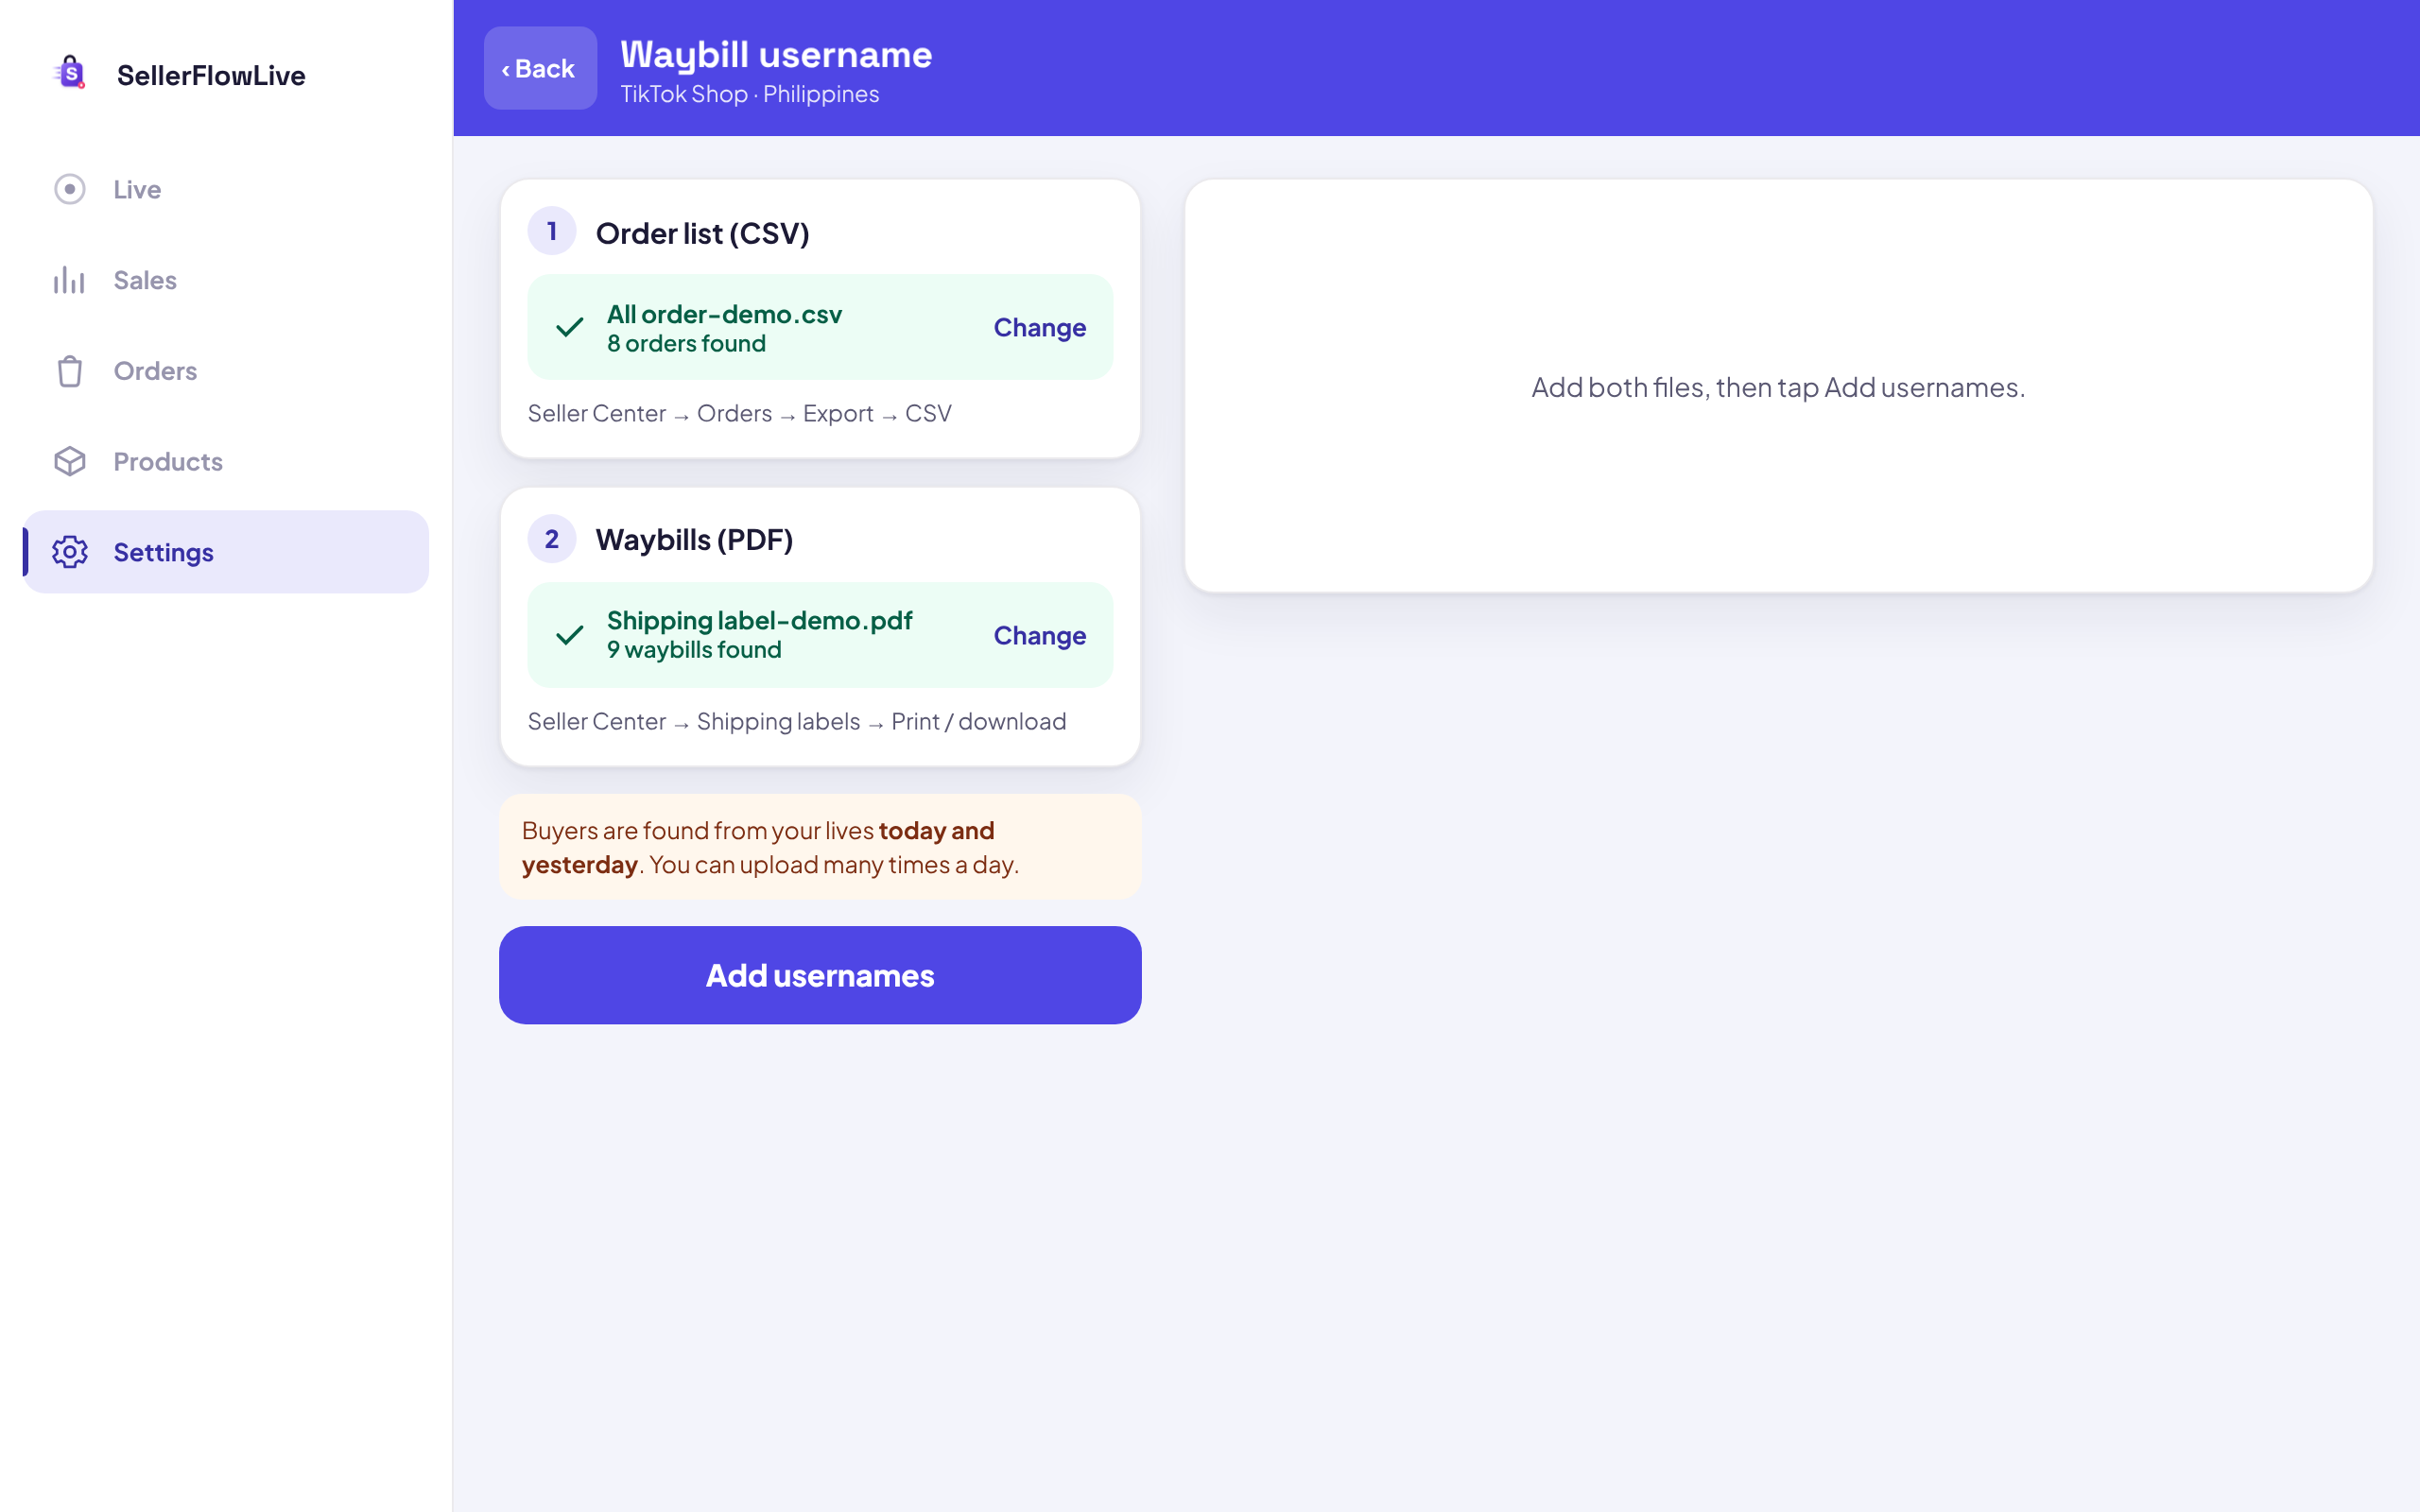 S
SellerFlowLive
Live
Sales
Orders
Products
Settings
‹ Back
Waybill username
TikTok Shop · Philippines
1
Order list (CSV)
All order-demo.csv
8 orders found
Change
Seller Center → Orders → Export → CSV
2
Waybills (PDF)
Shipping label-demo.pdf
9 waybills found
Change
Seller Center → Shipping labels → Print / download
Buyers are found from your lives today and
yesterday. You can upload many times a day.
Add usernames
Add both files, then tap Add usernames.